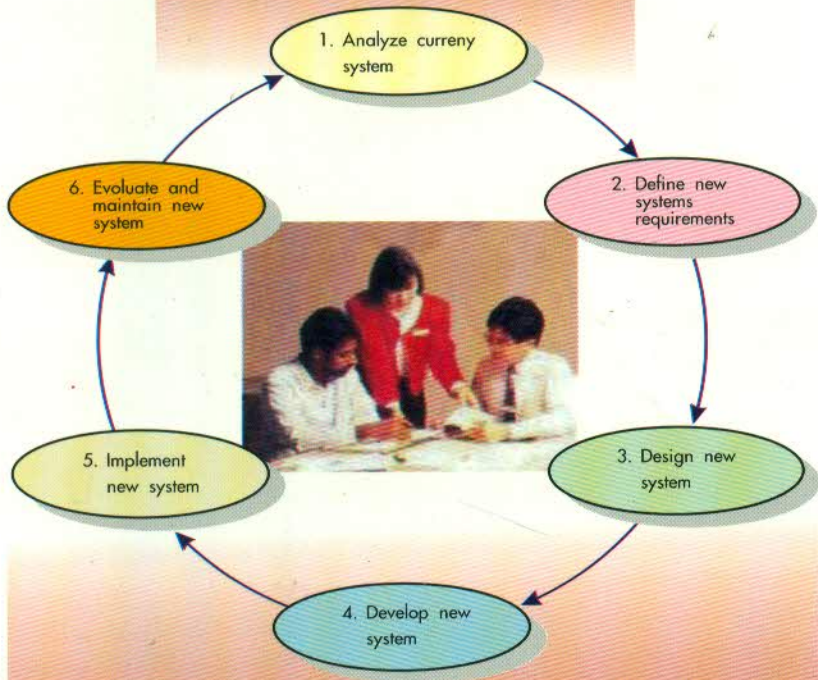 1. Analyze curreny
system
2. Define new
systems
requirements
3. Design new
system
4. Develop new
system
5. Implement
new system
6. Evoluate and
maintain new
system